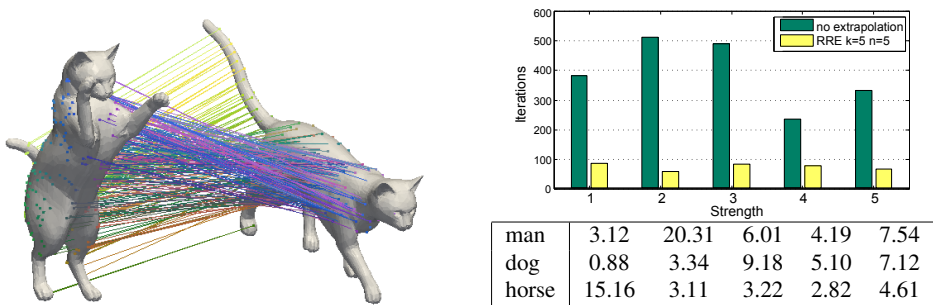 600
500
400
300
200
100
0
Iterations
no extrapolation
RRE k=5 n=5
1 2 3 4 5
Strength
man 3.12 20.31 6.01 4.19 7.54
dog 0.88 3.34 9.18 5.10 7.12
horse 15.16 3.11 3.22 2.82 4.61